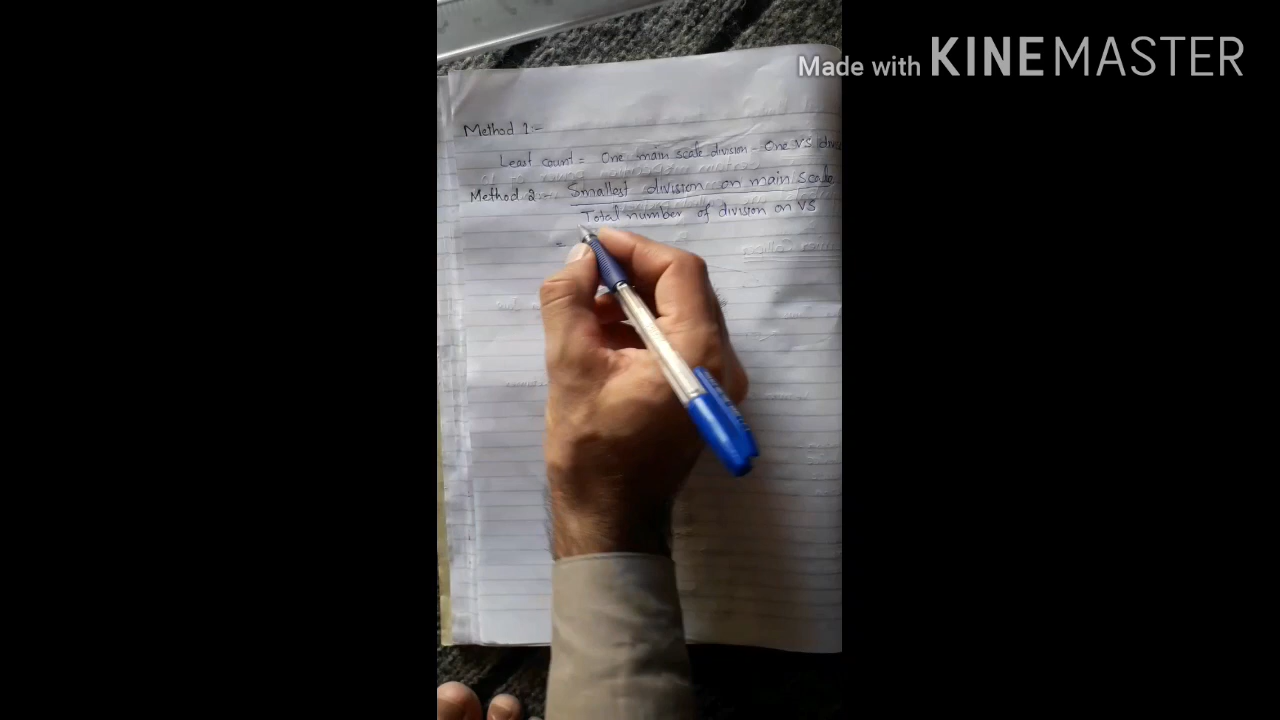 Made with KINEMASTER
Method 1:-
Least count = One main scale division - One VS divi
Method 2:- Smallest division on main scale
Total number of division on VS
=